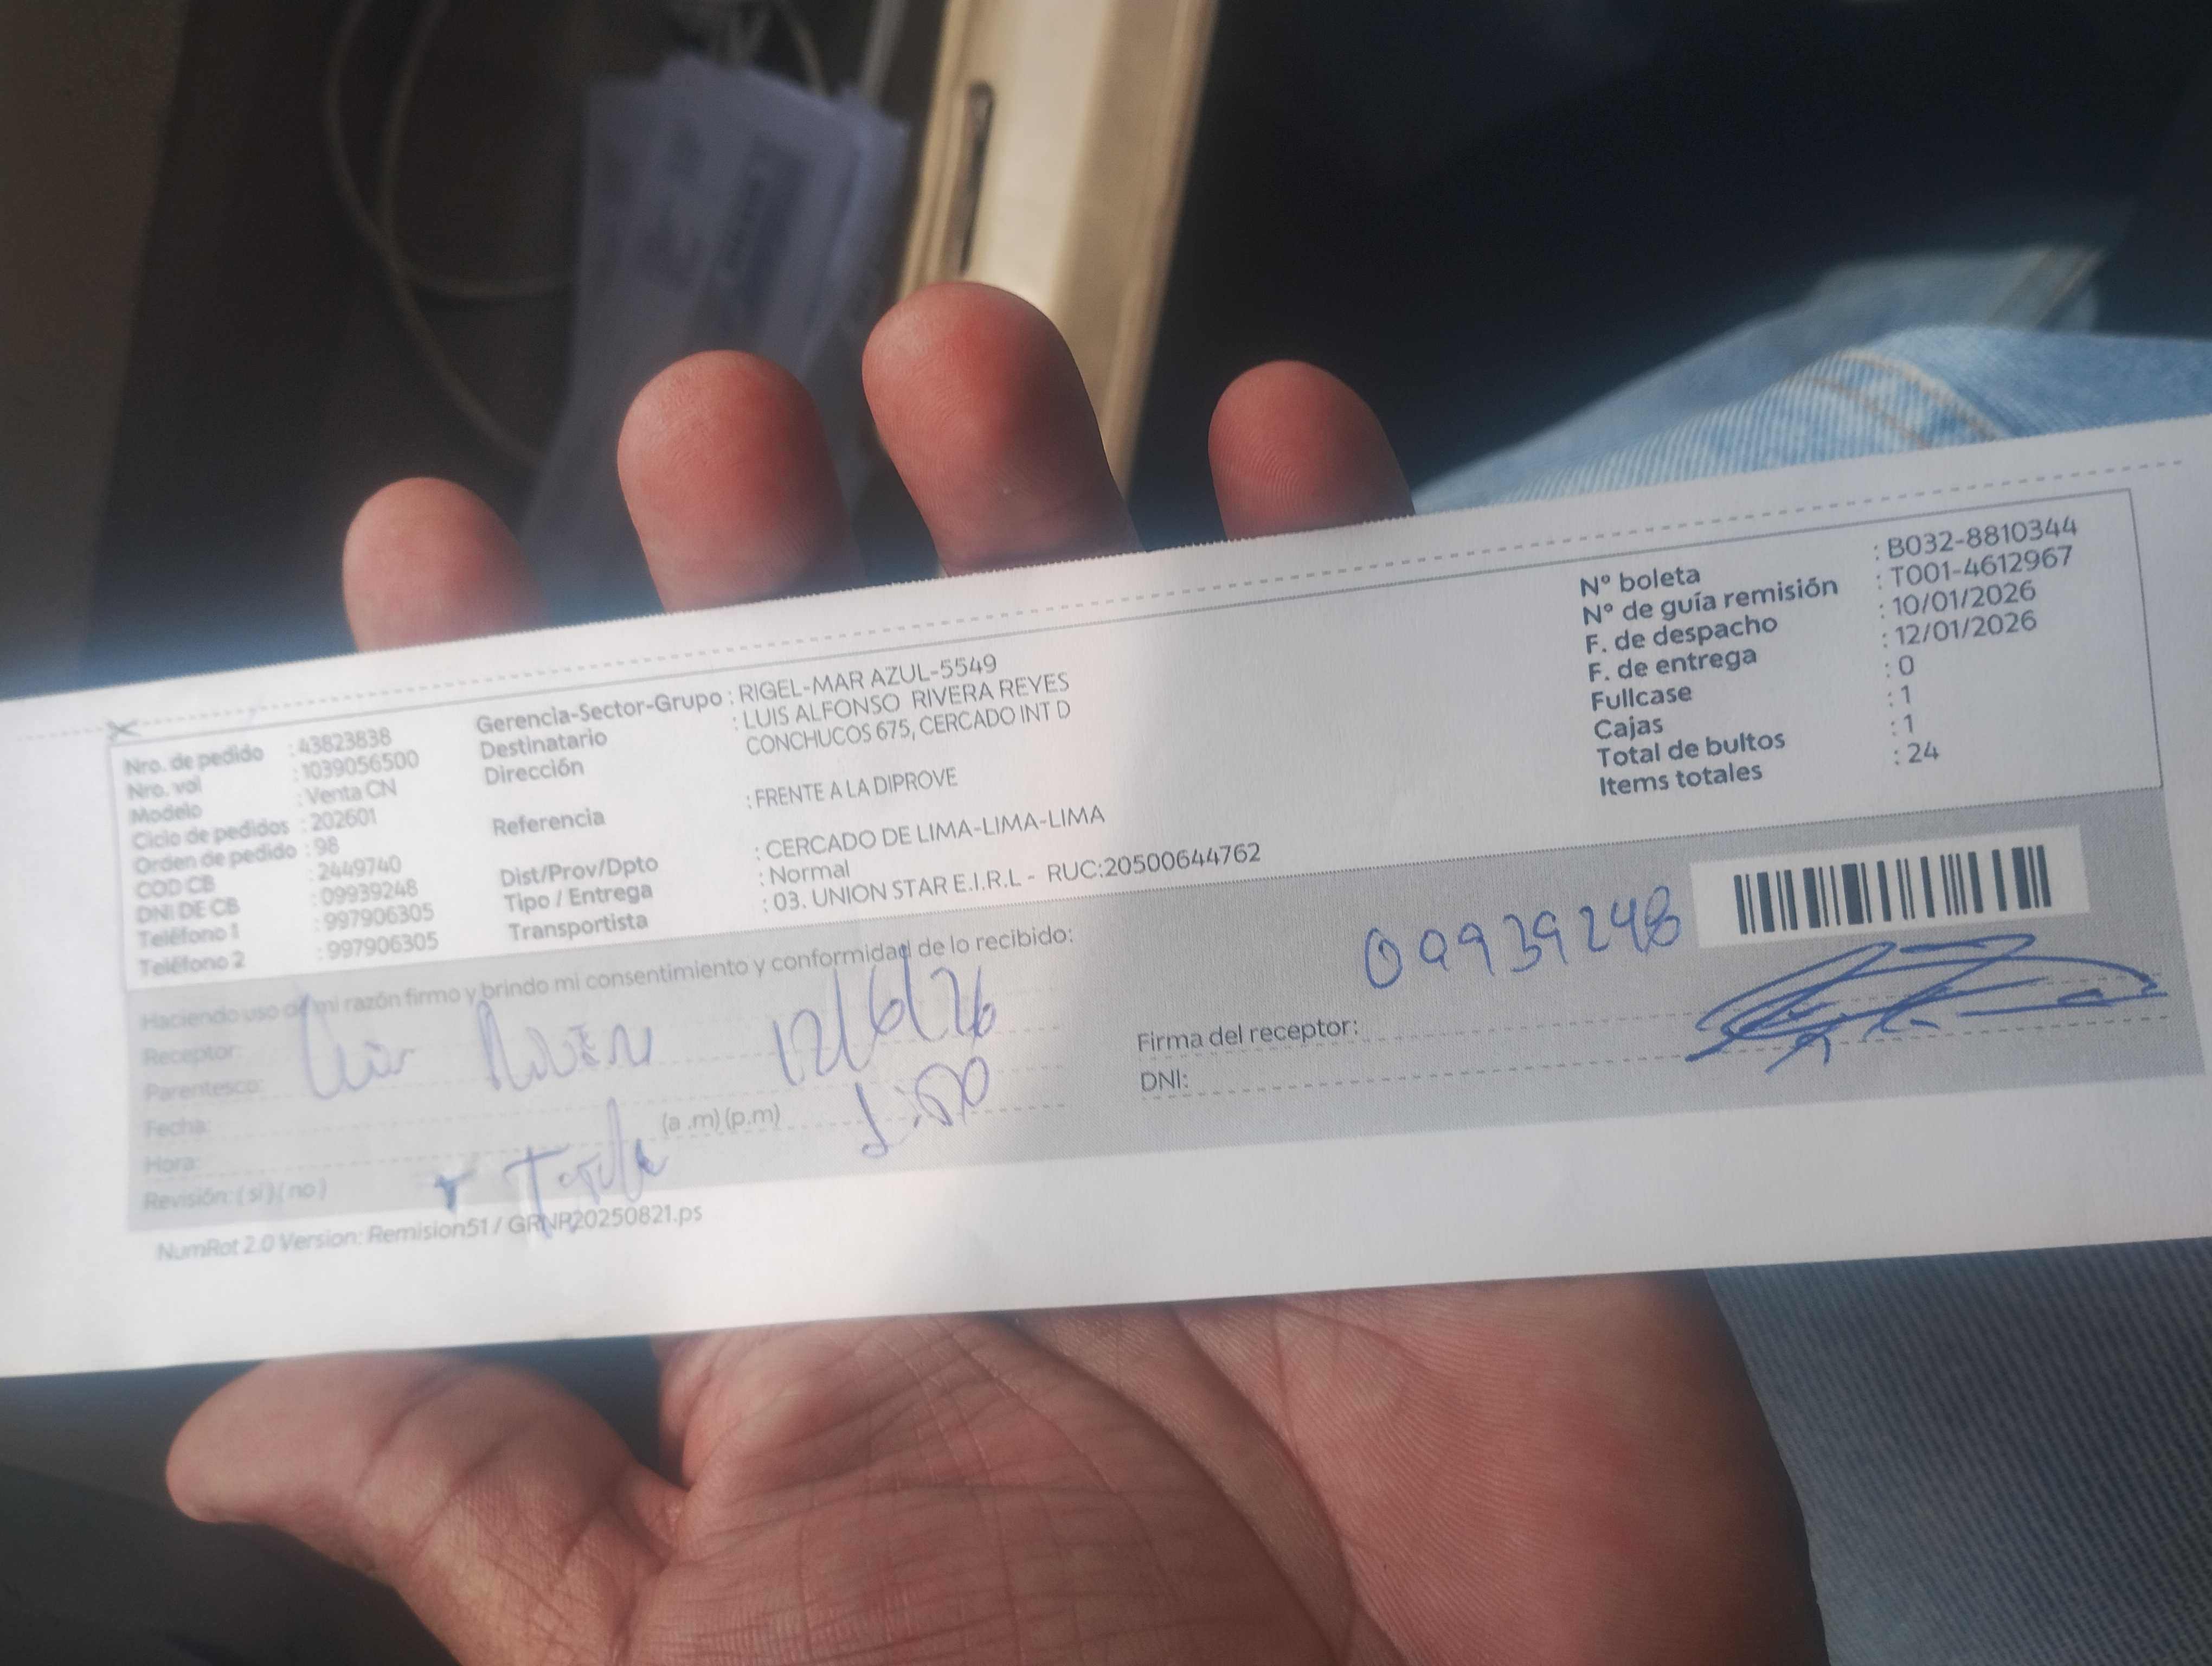 Nro. de pedido : 43823838
Nro. val : 1039056500
Modelo : Venta CN
Ciclo de pedidos : 202601
Orden de pedido : 98
COD CB : 2449740
DNI DE CB : 09939248
Teléfono 1 : 997906305
Teléfono 2 : 997906305
Gerencia-Sector-Grupo : RIGEL-MAR AZUL-5549
Destinatario : LUIS ALFONSO RIVERA REYES
Dirección CONCHUCOS 675, CERCADO INT D
Referencia : FRENTE A LA DIPROVE
Dist/Prov/Dpto : CERCADO DE LIMA-LIMA-LIMA
Tipo / Entrega : Normal
Transportista : 03. UNION STAR E.I.R.L - RUC:20500644762
Nº boleta : B032-8810344
Nº de guía remisión : T001-4612967
F. de despacho : 10/01/2026
F. de entrega : 12/01/2026
Fullcase : 0
Cajas : 1
Total de bultos : 1
Items totales : 24
Haciendo uso de mi razón firmo y brindo mi consentimiento y conformidad de lo recibido:
Receptor:
Parentesco:
Fecha:
Hora: (a .m) (p.m)
Revisión: ( si ) ( no )
12/6/26
09939248
Firma del receptor:
DNI:
NumRot 2.0 Version: Remision51 / GRNP20250821.ps